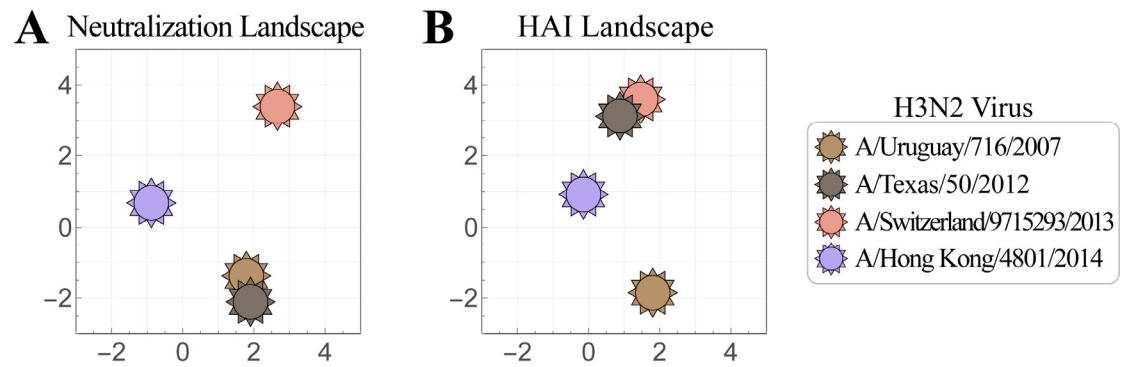 A Neutralization Landscape
4
2
0
−2
−2 0 2 4
B HAI Landscape
4
2
0
−2
−2 0 2 4
H3N2 Virus
A/Uruguay/716/2007
A/Texas/50/2012
A/Switzerland/9715293/2013
A/Hong Kong/4801/2014